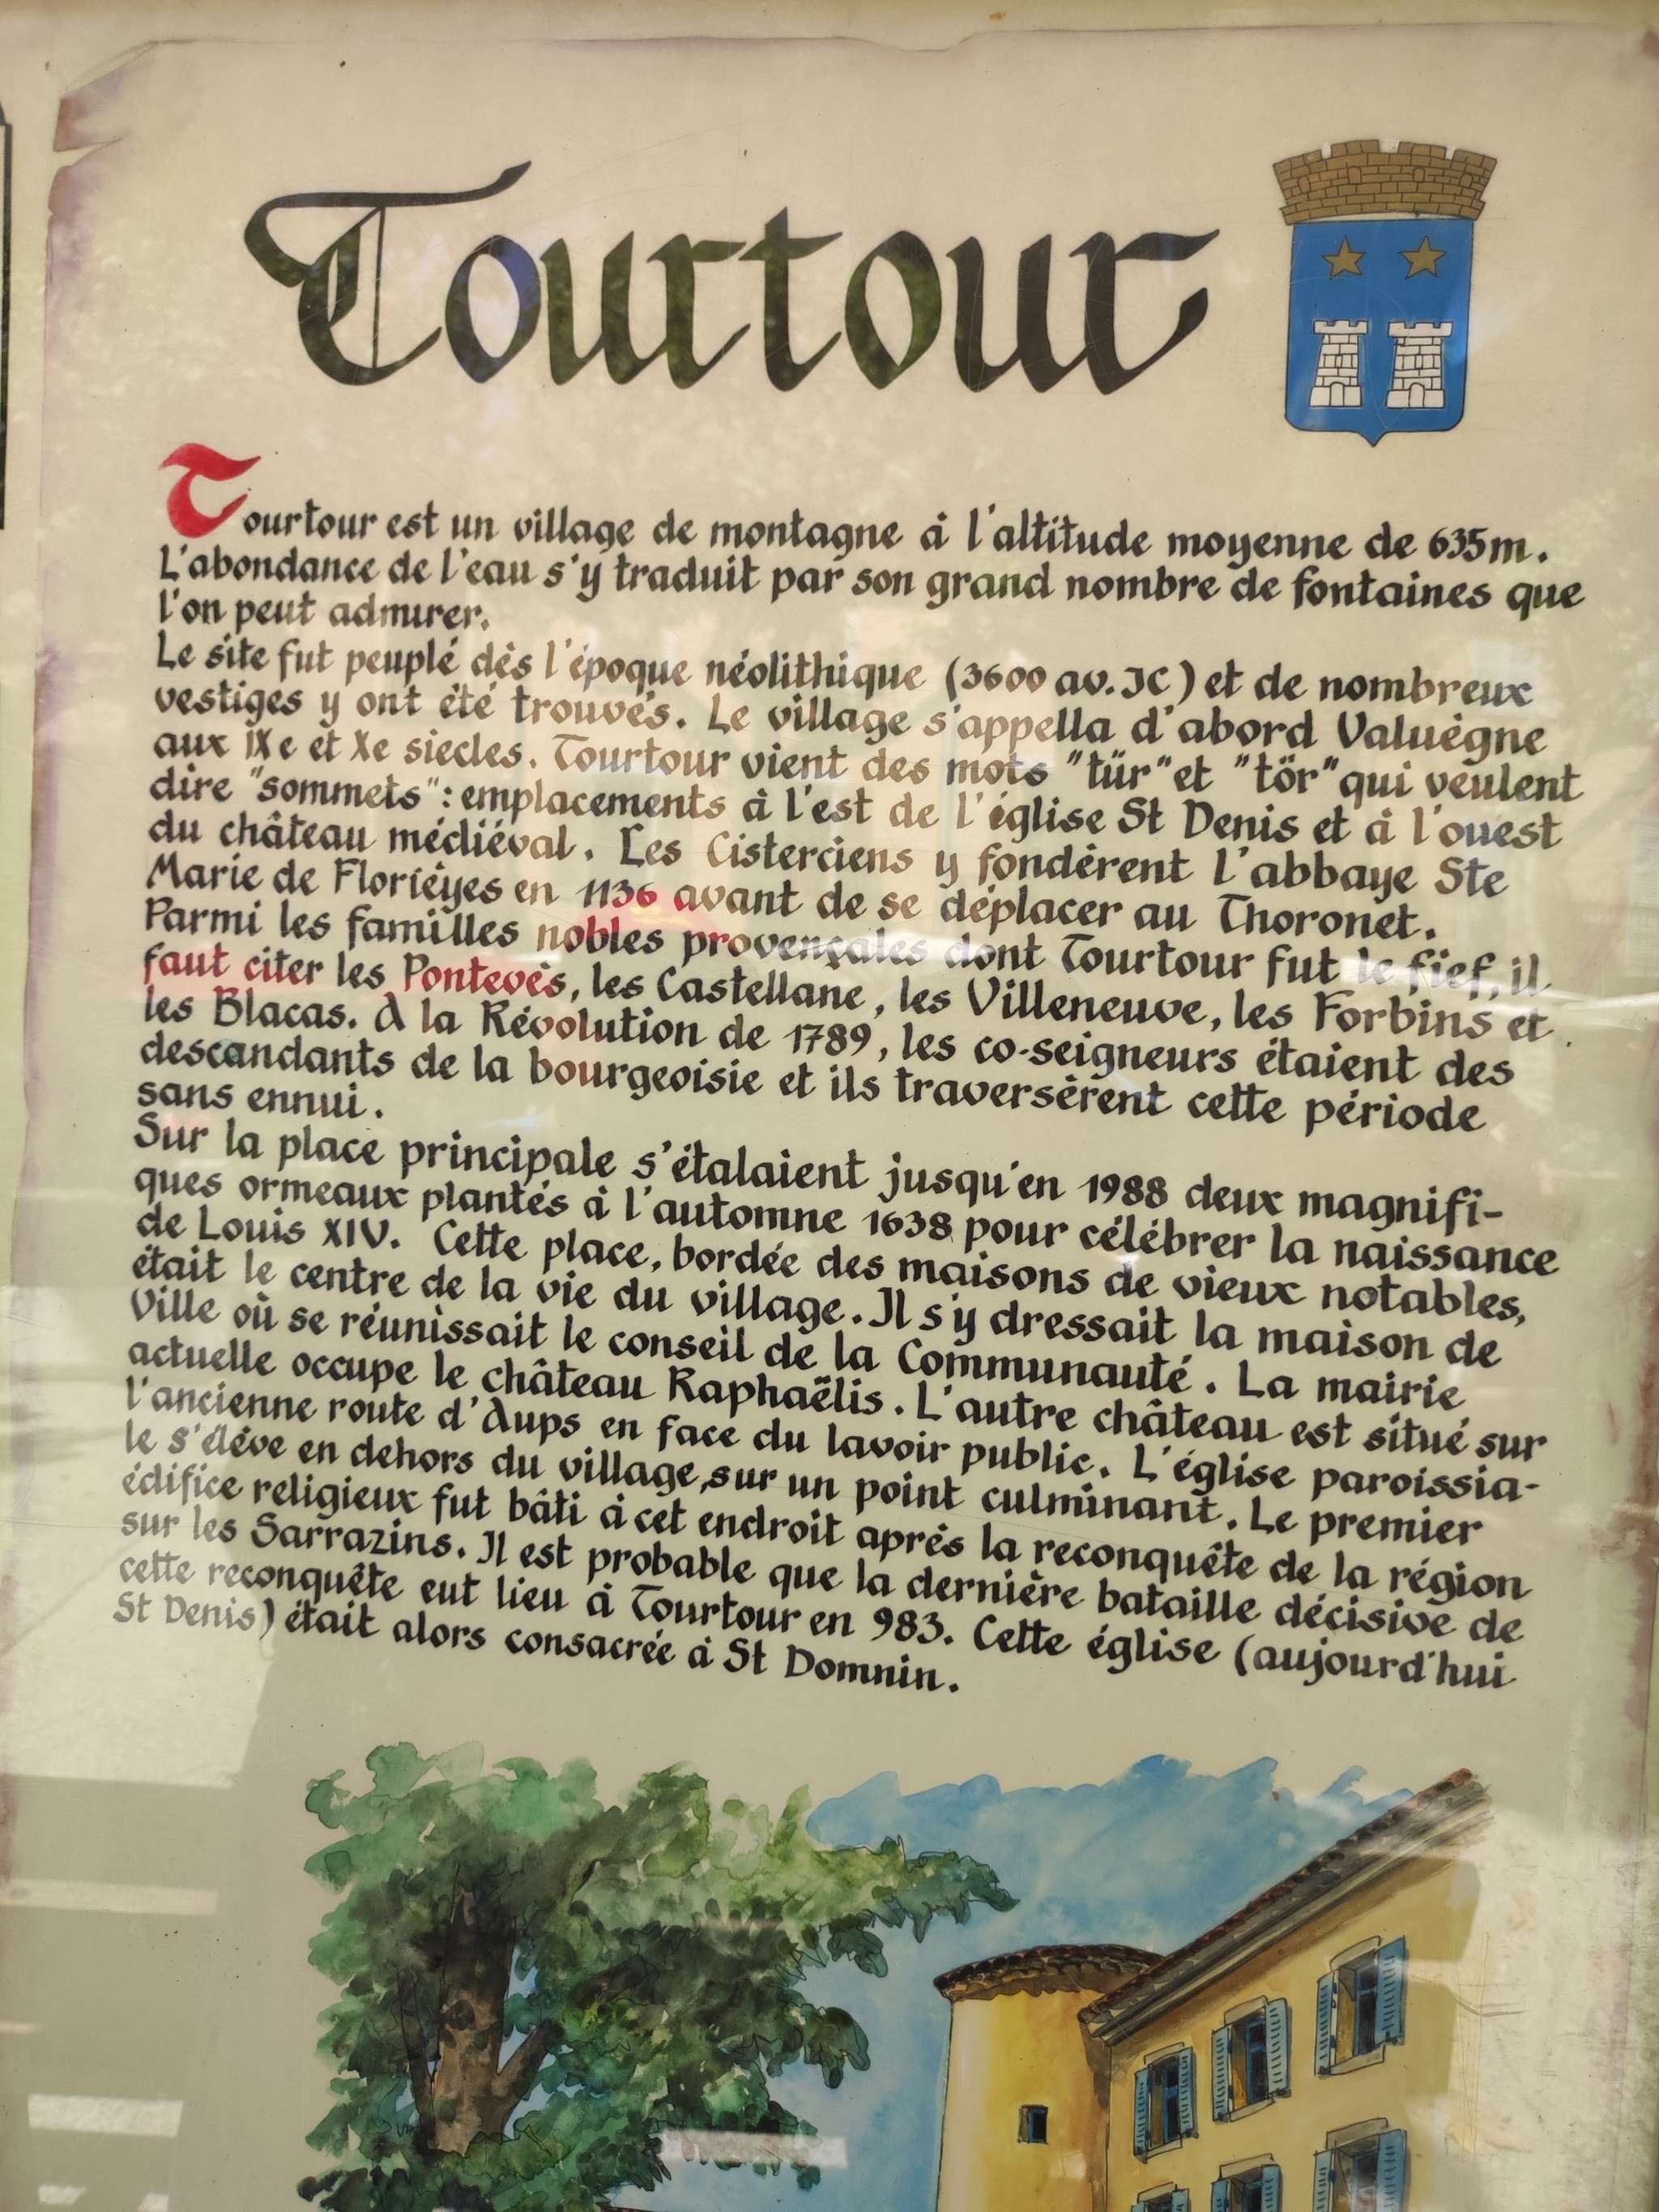 Tourtour
Tourtour est un village de montagne à l'altitude moyenne de 635m.
L'abondance de l'eau s'y traduit par son grand nombre de fontaines que
l'on peut admirer.
Le site fut peuplé dès l'époque néolithique (3600 av. JC) et de nombreux
vestiges y ont été trouvés. Le village s'appella d'abord Valuègne
aux IXe et Xe siecles. Tourtour vient des mots "tür" et "tör" qui veulent
dire "sommets": emplacements à l'est de l'église St Denis et à l'ouest
du château médiéval. Les Cisterciens y fondèrent l'abbaye Ste
Marie de Florièyes en 1136 avant de se déplacer au Thoronet.
Parmi les familles nobles provençales dont Tourtour fut le fief, il
faut citer les Pontevès, les Castellane, les Villeneuve, les Forbins et
les Blacas. A la Révolution de 1789, les co-seigneurs étaient des
descandants de la bourgeoisie et ils traversèrent cette période
sans ennui.
Sur la place principale s'étalaient jusqu'en 1988 deux magnifi-
ques ormeaux plantés à l'automne 1638 pour célébrer la naissance
de Louis XIV. Cette place, bordée des maisons de vieux notables,
était le centre de la vie du village. Il s'y dressait la maison de
Ville où se réunissait le conseil de la Communauté. La mairie
actuelle occupe le château Raphaëlis. L'autre château est situé sur
l'ancienne route d'Aups en face du lavoir public. L'église paroissia-
le s'élève en dehors du village, sur un point culminant. Le premier
édifice religieux fut bâti à cet endroit après la reconquête de la région
sur les Sarrazins. Il est probable que la dernière bataille décisive de
cette reconquête eut lieu à Tourtour en 983. Cette église (aujourd'hui
St Denis) était alors consacrée à St Domnin.